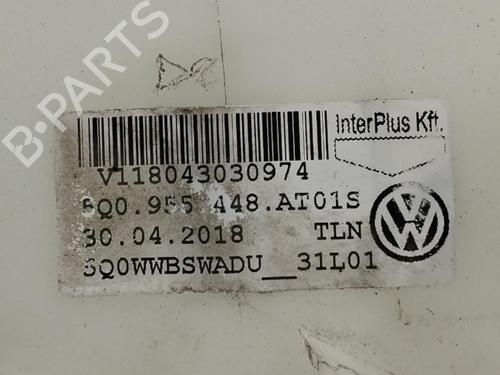 B-PARTS
InterPlus Kft.
V118043030974
5Q0.955 448.AT01S
30.04.2018 TLN
5Q0WWBSWADU__31L01